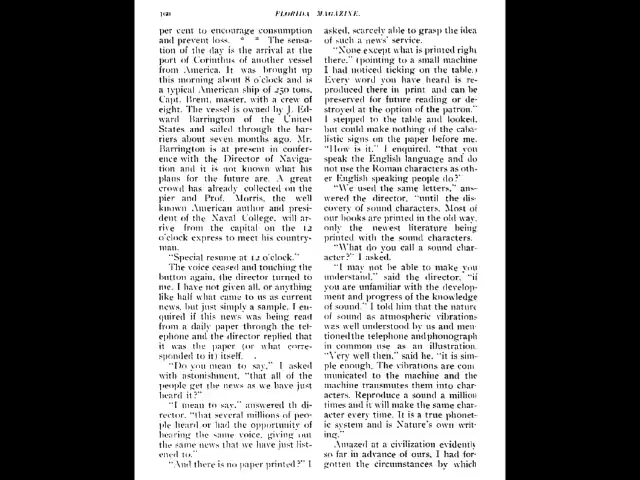 160
FLORIDA MAGAZINE.
per cent to encourage consumption
and prevent loss. * * The sensa-
tion of the day is the arrival at the
port of Corinthus of another vessel
from America. It was brought up
this morning about 8 o'clock and is
a typical American ship of 250 tons,
Capt. Brent, master, with a crew of
eight. The vessel is owned by J. Ed-
ward Barrington of the United
States and sailed through the bar-
riers about seven months ago. Mr.
Barrington is at present in confer-
ence with the Director of Naviga-
tion and it is not known what his
plans for the future are. A great
crowd has already collected on the
pier and Prof. Morris, the well
known American author and presi-
dent of the Naval College, will ar-
rive from the capital on the 12
o'clock express to meet his country-
man.
"Special resume at 12 o'clock."
The voice ceased and touching the
button again, the director turned to
me. I have not given all, or anything
like half what came to us as current
news, but just simply a sample. I en-
quired if this news was being read
from a daily paper through the tel-
ephone and the director replied that
it was the paper (or what corre-
sponded to it) itself.
"Do you mean to say," I asked
with astonishment, "that all of the
people get the news as we have just
heard it?"
"I mean to say," answered th di-
rector, "that several millions of peo-
ple heard or had the opportunity of
hearing the same voice, giving out
the same news that we have just list-
ened to."
"And there is no paper printed?" I
asked, scarcely able to grasp the idea
of such a news' service.
"None except what is printed right
there," (pointing to a small machine
I had noticed ticking on the table.)
Every word you have heard is re-
produced there in print and can be
preserved for future reading or de-
stroyed at the option of the patron."
I stepped to the table and looked,
but could make nothing of the caba-
listic signs on the paper before me.
"How is it," I enquired, "that you
speak the English language and do
not use the Roman characters as oth-
er English speaking people do?"
"We used the same letters," ans-
wered the director, "until the dis-
covery of sound characters. Most of
our books are printed in the old way,
only the newest literature being
printed with the sound characters.
"What do you call a sound char-
acter?" I asked.
"I may not be able to make you
understand," said the director, "if
you are unfamiliar with the develop-
ment and progress of the knowledge
of sound." I told him that the nature
of sound as atmospheric vibrations
was well understood by us and men-
tioned the telephone and phonograph
in common use as an illustration.
"Very well then," said he, "it is sim-
ple enough. The vibrations are com-
municated to the machine and the
machine transmutes them into char-
acters. Reproduce a sound a million
times and it will make the same char-
acter every time. It is a true phonet-
ic system and is Nature's own writ-
ing."
Amazed at a civilization evidently
so far in advance of ours, I had for-
gotten the circumstances by which